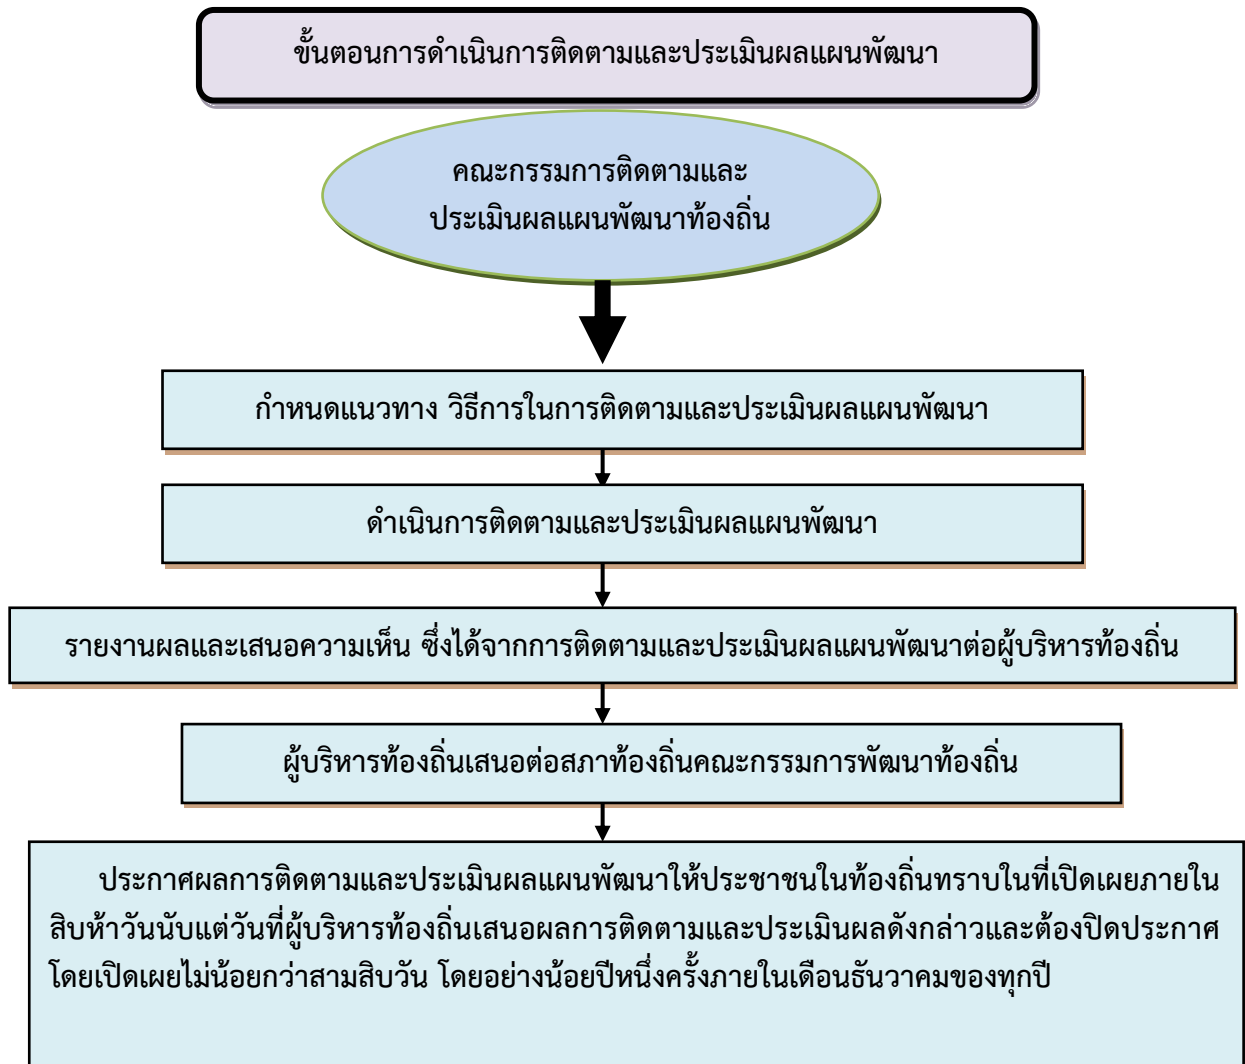 ขั้นตอนการดำเนินการติดตามและประเมินผลแผนพัฒนา
คณะกรรมการติดตามและ
ประเมินผลแผนพัฒนาท้องถิ่น
กำหนดแนวทาง วิธีการในการติดตามและประเมินผลแผนพัฒนา
ดำเนินการติดตามและประเมินผลแผนพัฒนา
รายงานผลและเสนอความเห็น ซึ่งได้จากการติดตามและประเมินผลแผนพัฒนาต่อผู้บริหารท้องถิ่น
ผู้บริหารท้องถิ่นเสนอต่อสภาท้องถิ่นคณะกรรมการพัฒนาท้องถิ่น
ประกาศผลการติดตามและประเมินผลแผนพัฒนาให้ประชาชนในท้องถิ่นทราบในที่เปิดเผยภายใน
สิบห้าวันนับแต่วันที่ผู้บริหารท้องถิ่นเสนอผลการติดตามและประเมินผลดังกล่าวและต้องปิดประกาศ
โดยเปิดเผยไม่น้อยกว่าสามสิบวัน โดยอย่างน้อยปีหนึ่งครั้งภายในเดือนธันวาคมของทุกปี